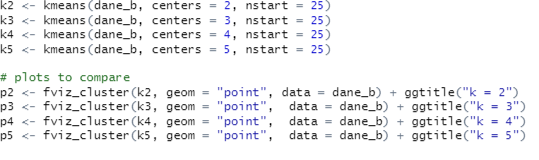 k2 <- kmeans(dane_b, centers = 2, nstart = 25)
k3 <- kmeans(dane_b, centers = 3, nstart = 25)
k4 <- kmeans(dane_b, centers = 4, nstart = 25)
k5 <- kmeans(dane_b, centers = 5, nstart = 25)

# plots to compare
p2 <- fviz_cluster(k2, geom = "point", data = dane_b) + ggtitle("k = 2")
p3 <- fviz_cluster(k3, geom = "point",  data = dane_b) + ggtitle("k = 3")
p4 <- fviz_cluster(k4, geom = "point",  data = dane_b) + ggtitle("k = 4")
p5 <- fviz_cluster(k5, geom = "point",  data = dane_b) + ggtitle("k = 5")